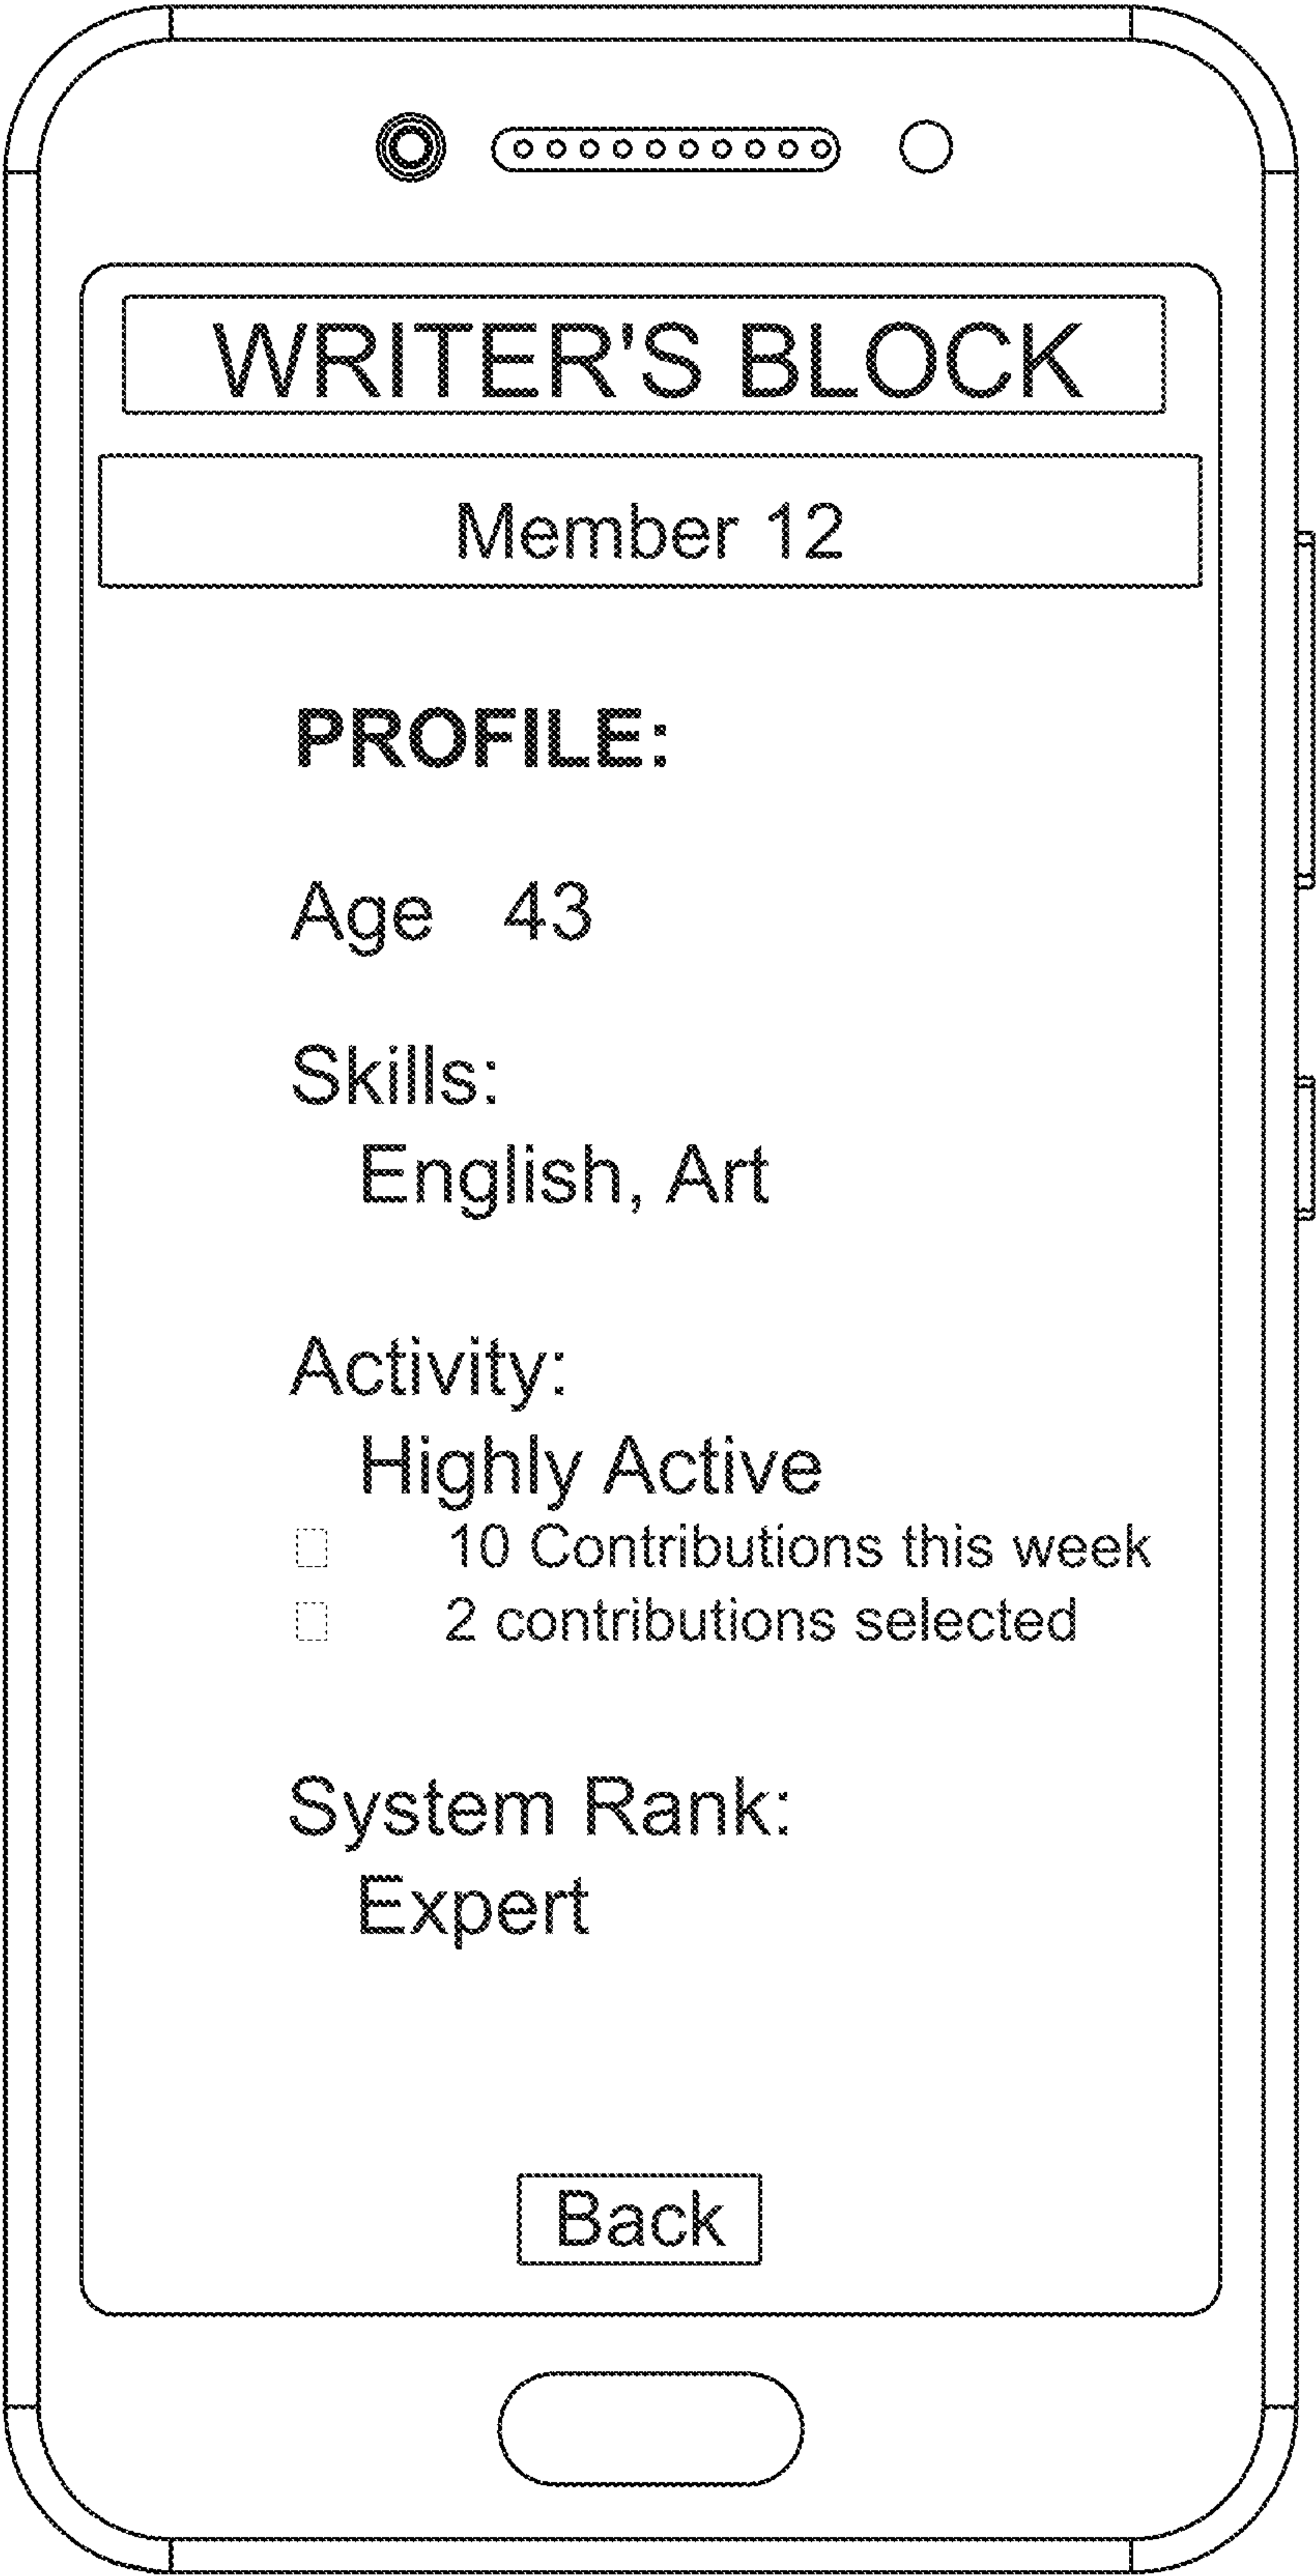 WRITER'S BLOCK
Member 12
PROFILE:
Age 43
Skills:
English, Art
Activity:
Highly Active
10 Contributions this week
2 contributions selected
System Rank:
Expert
Back